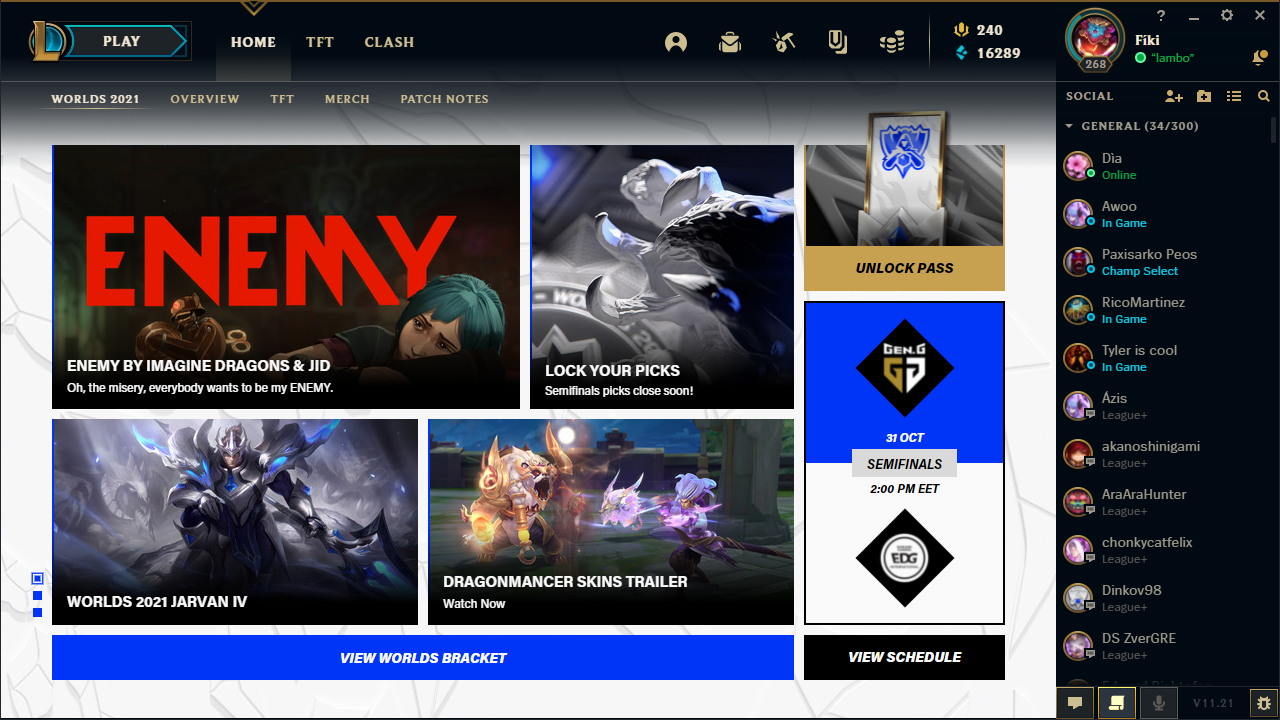 PLAY
HOME
TFT
CLASH
240
16289
?
268
Fíki
"lambo"
WORLDS 2021
OVERVIEW
TFT
MERCH
PATCH NOTES
SOCIAL
GENERAL (34/300)
ENEMY
ENEMY BY IMAGINE DRAGONS & JID
Oh, the misery, everybody wants to be my ENEMY.
LOCK YOUR PICKS
Semifinals picks close soon!
UNLOCK PASS
GEN.G
31 OCT
SEMIFINALS
2:00 PM EET
EDG
WORLDS 2021 JARVAN IV
DRAGONMANCER SKINS TRAILER
Watch Now
VIEW WORLDS BRACKET
VIEW SCHEDULE
Dìa
Online
Awoo
In Game
Paxisarko Peos
Champ Select
RicoMartinez
In Game
Tyler is cool
In Game
Ázis
League+
akanoshinigami
League+
AraAraHunter
League+
chonkycatfelix
League+
Dinkov98
League+
DS ZverGRE
League+
V11.21